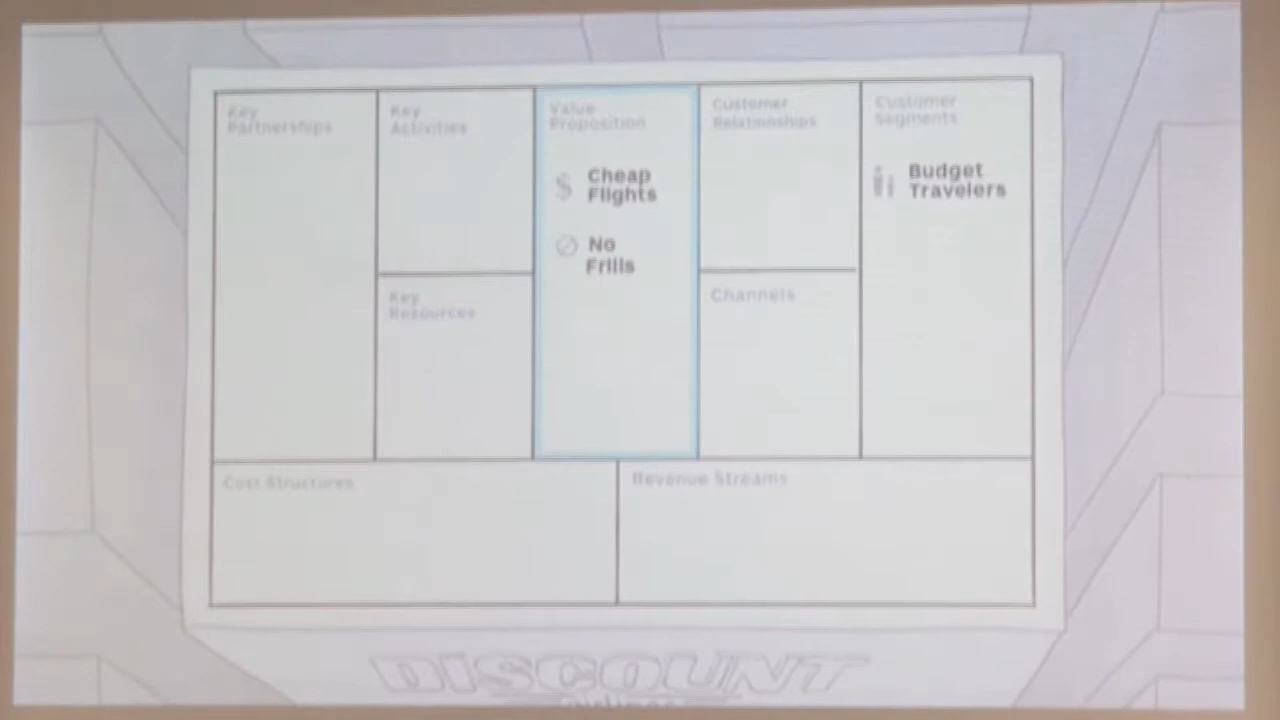 Key
Partnerships
Key
Activities
Key
Resources
Value
Proposition
$ Cheap
Flights
No
Frills
Customer
Relationships
Channels
Customer
Segments
Budget
Travelers
Cost Structures
Revenue Streams
DISCOUNT